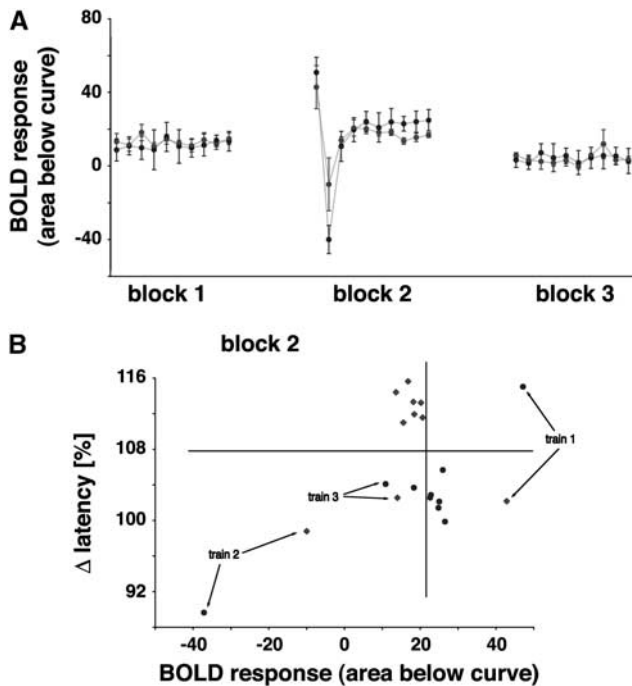 A
BOLD response
(area below curve)
80
40
0
-40
block 1
block 2
block 3
B
block 2
Δ latency [%]
116
108
100
92
train 1
train 3
train 2
-40
-20
0
20
40
BOLD response (area below curve)